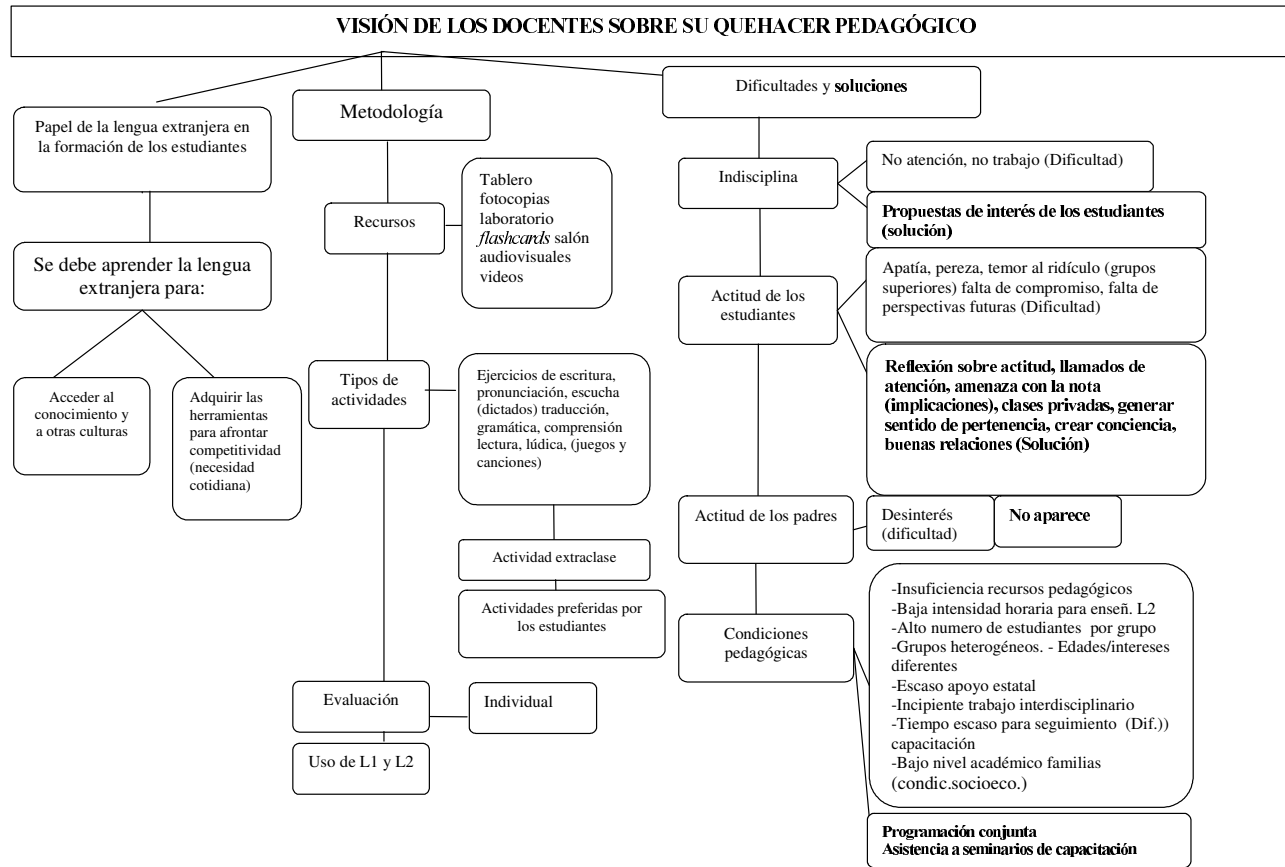 VISIÓN DE LOS DOCENTES SOBRE SU QUEHACER PEDAGÓGICO
Papel de la lengua extranjera en
la formación de los estudiantes
Se debe aprender la lengua
extranjera para:
Acceder al
conocimiento y
a otras culturas
Adquirir las
herramientas
para afrontar
competitividad
(necesidad
cotidiana)
Metodología
Recursos
Tablero
fotocopias
laboratorio
flashcards salón
audiovisuales
videos
Tipos de
actividades
Ejercicios de escritura,
pronunciación, escucha
(dictados) traducción,
gramática, comprensión
lectura, lúdica, (juegos y
canciones)
Actividad extraclase
Actividades preferidas por
los estudiantes
Evaluación
Individual
Uso de L1 y L2
Dificultades y soluciones
Indisciplina
No atención, no trabajo (Dificultad)
Propuestas de interés de los estudiantes
(solución)
Actitud de los
estudiantes
Apatía, pereza, temor al ridículo (grupos
superiores) falta de compromiso, falta de
perspectivas futuras (Dificultad)
Reflexión sobre actitud, llamados de
atención, amenaza con la nota
(implicaciones), clases privadas, generar
sentido de pertenencia, crear conciencia,
buenas relaciones (Solución)
Actitud de los padres
Desinterés
(dificultad)
No aparece
Condiciones
pedagógicas
-Insuficiencia recursos pedagógicos
-Baja intensidad horaria para enseñ. L2
-Alto numero de estudiantes por grupo
-Grupos heterogéneos. - Edades/intereses
diferentes
-Escaso apoyo estatal
-Incipiente trabajo interdisciplinario
-Tiempo escaso para seguimiento (Dif.))
capacitación
-Bajo nivel académico familias
(condic.socioeco.)
Programación conjunta
Asistencia a seminarios de capacitación